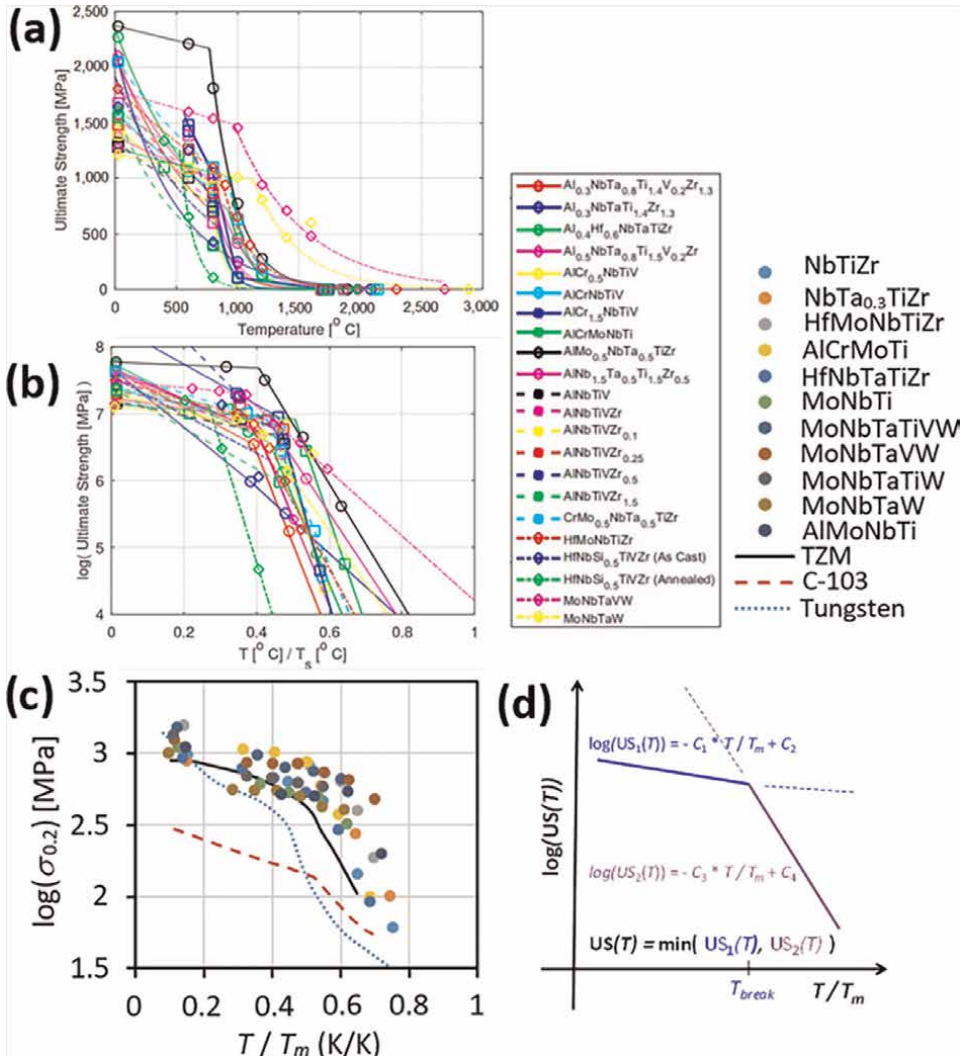 (a)
2,500
2,000
1,500
1,000
500
0
Ultimate Strength [MPa]
0 500 1,000 1,500 2,000 2,500 3,000
Temperature [° C]
(b)
8
7
6
5
4
log( Ultimate Strength) [MPa]
0 0.2 0.4 0.6 0.8 1
T [° C] / Tₛ [° C]
Al₀.₃NbTa₀.₈Ti₁.₄V₀.₂Zr₁.₃
Al₀.₃NbTaTi₁.₄Zr₁.₃
Al₀.₄Hf₀.₆NbTaTiZr
Al₀.₅NbTa₀.₈Ti₁.₅V₀.₂Zr
AlCr₀.₅NbTiV
AlCrNbTiV
AlCr₁.₅NbTiV
AlCrMoNbTi
AlMo₀.₅NbTa₀.₅TiZr
AlNb₁.₅Ta₀.₅Ti₁.₅Zr₀.₅
AlNbTiV
AlNbTiVZr
AlNbTiVZr₀.₁
AlNbTiVZr₀.₂₅
AlNbTiVZr₀.₅
AlNbTiVZr₁.₅
CrMo₀.₅NbTa₀.₅TiZr
HfMoNbTiZr
HfNbSi₀.₅TiVZr (As Cast)
HfNbSi₀.₅TiVZr (Annealed)
MoNbTaVW
MoNbTaW
NbTiZr
NbTa₀.₃TiZr
HfMoNbTiZr
AlCrMoTi
HfNbTaTiZr
MoNbTi
MoNbTaTiVW
MoNbTaVW
MoNbTaTiW
MoNbTaW
AlMoNbTi
TZM
C-103
Tungsten
(c)
3.5
3
2.5
2
1.5
log(σ₀.₂) [MPa]
0 0.2 0.4 0.6 0.8 1
T / Tₘ (K/K)
(d)
log(US₁(T)) = - C₁ * T / Tₘ + C₂
log(US(T))
log(US₂(T)) = - C₃ * T / Tₘ + C₄
US(T) = min( US₁(T), US₂(T) )
T_break
T/Tₘ